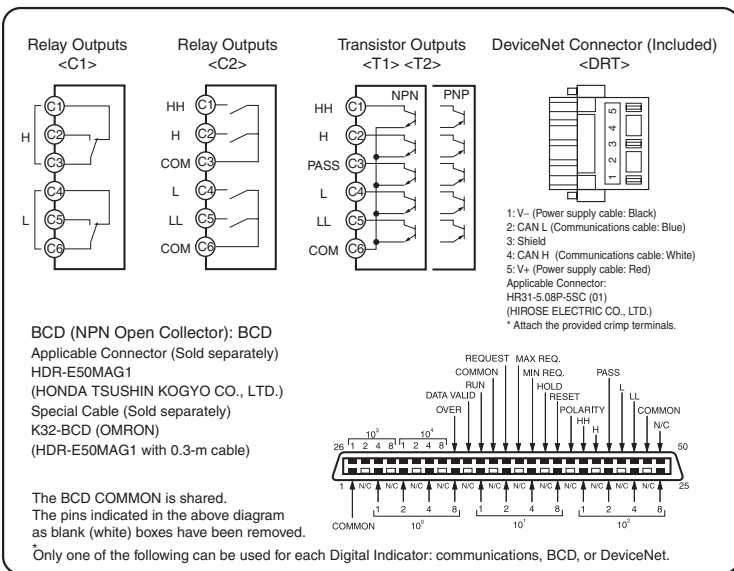 Relay Outputs
<C1>
C1
C2
H
C3
C4
L
C5
C6
Relay Outputs
<C2>
HH C1
H C2
COM C3
L C4
LL C5
COM C6
Transistor Outputs
<T1> <T2>
NPN PNP
HH C1
H C2
PASS C3
L C4
LL C5
COM C6
DeviceNet Connector (Included)
<DRT>
5
4
3
2
1
1: V– (Power supply cable: Black)
2: CAN L (Communications cable: Blue)
3: Shield
4: CAN H (Communications cable: White)
5: V+ (Power supply cable: Red)
Applicable Connector:
HR31-5.08P-5SC (01)
(HIROSE ELECTRIC CO., LTD.)
* Attach the provided crimp terminals.
BCD (NPN Open Collector): BCD
Applicable Connector (Sold separately)
HDR-E50MAG1
(HONDA TSUSHIN KOGYO CO., LTD.)
Special Cable (Sold separately)
K32-BCD (OMRON)
(HDR-E50MAG1 with 0.3-m cable)
The BCD COMMON is shared.
The pins indicated in the above diagram
as blank (white) boxes have been removed.
REQUEST MAX REQ.
COMMON MIN REQ. PASS
RUN HOLD L
DATA VALID RESET LL
OVER POLARITY COMMON
HH
H N/C
10³ 10⁴
26 1 2 4 8 1 2 4 8 50
1 N/C N/C N/C N/C N/C N/C N/C N/C N/C N/C N/C N/C 25
1 2 4 8 1 2 4 8 1 2 4 8
COMMON 10⁰ 10¹ 10²
*Only one of the following can be used for each Digital Indicator: communications, BCD, or DeviceNet.